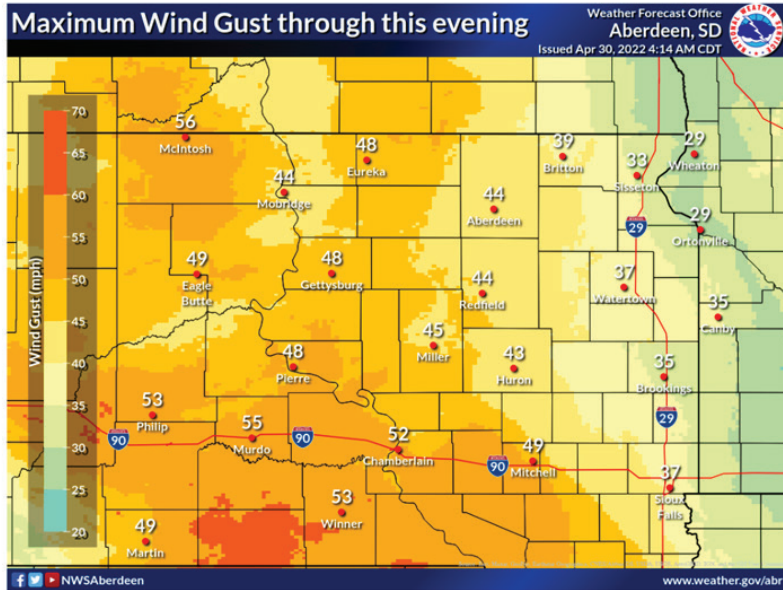 Maximum Wind Gust through this evening
Weather Forecast Office
Aberdeen, SD
Issued Apr 30, 2022 4:14 AM CDT
NATIONAL WEATHER SERVICE
Wind Gust (mph)
70
65
60
55
50
45
40
35
30
25
20
56
McIntosh
48
Eureka
39
Britton
33
Sisseton
29
Wheaton
44
Mobridge
44
Aberdeen
29
Ortonville
29
49
Eagle
Butte
48
Gettysburg
44
Redfield
37
Watertown
35
Canby
45
Miller
43
Huron
48
Pierre
35
Brookings
53
Philip
55
Murdo
52
Chamberlain
49
Mitchell
29
90
90
90
37
Sioux
Falls
53
Winner
49
Martin
NWSAberdeen
www.weather.gov/abr